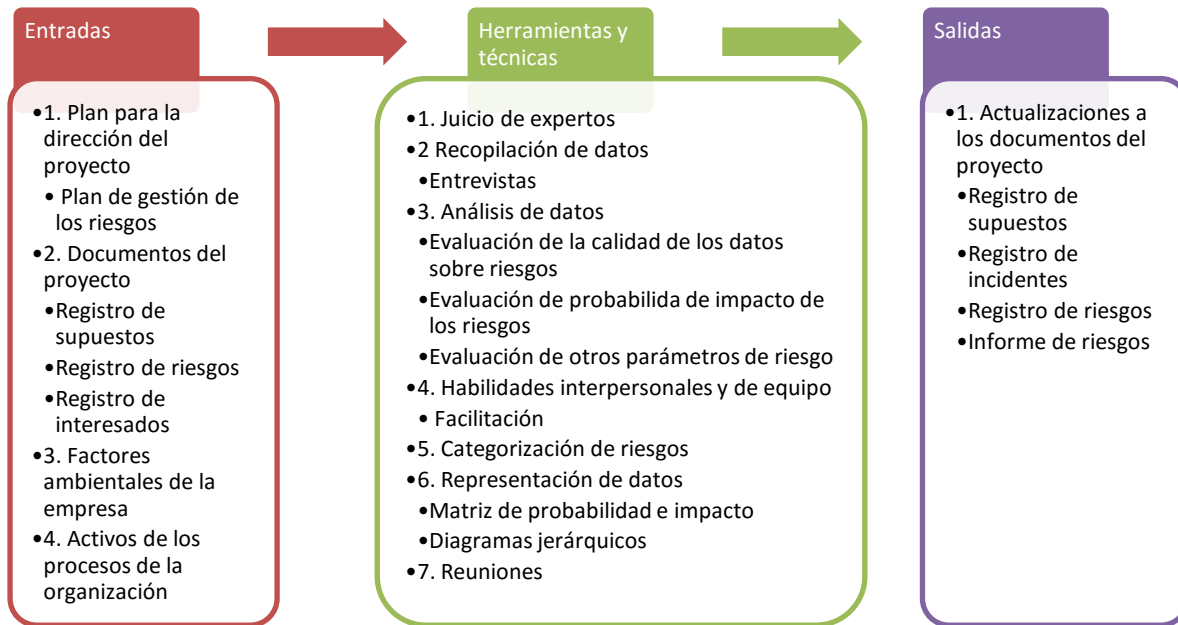 Entradas
•1. Plan para la
dirección del
proyecto
• Plan de gestión de
los riesgos
•2. Documentos del
proyecto
•Registro de
supuestos
•Registro de riesgos
•Registro de
interesados
•3. Factores
ambientales de la
empresa
•4. Activos de los
procesos de la
organización
Herramientas y
técnicas
•1. Juicio de expertos
•2 Recopilación de datos
•Entrevistas
•3. Análisis de datos
•Evaluación de la calidad de los datos
sobre riesgos
•Evaluación de probabilida de impacto de
los riesgos
•Evaluación de otros parámetros de riesgo
•4. Habilidades interpersonales y de equipo
• Facilitación
•5. Categorización de riesgos
•6. Representación de datos
•Matriz de probabilidad e impacto
•Diagramas jerárquicos
•7. Reuniones
Salidas
•1. Actualizaciones a
los documentos del
proyecto
•Registro de
supuestos
•Registro de
incidentes
•Registro de riesgos
•Informe de riesgos